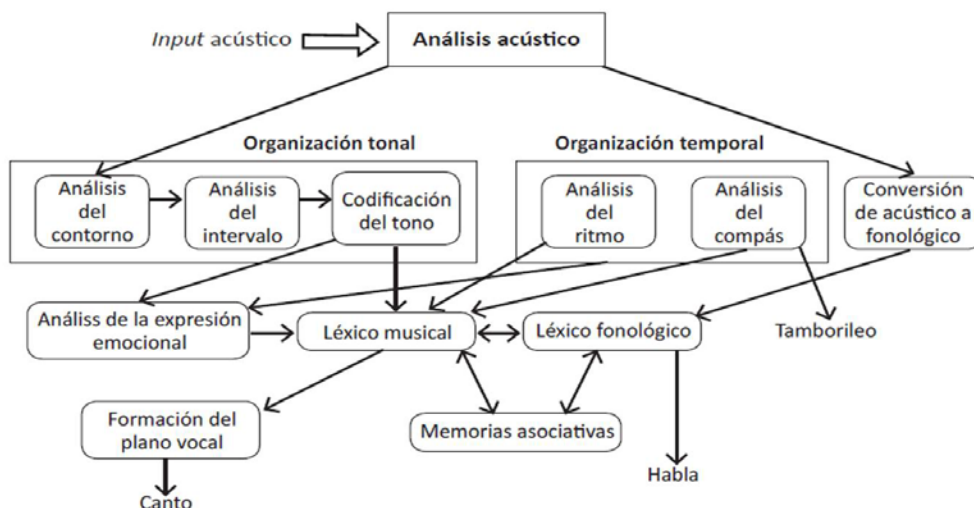 Input acústico
Análisis acústico
Organización tonal
Organización temporal
Análisis
del
contorno
Análisis
del
intervalo
Codificación
del tono
Análisis
del
ritmo
Análisis
del
compás
Conversión
de acústico a
fonológico
Análiss de la expresión
emocional
Léxico musical
Léxico fonológico
Tamborileo
Formación del
plano vocal
Memorias asociativas
Habla
Canto